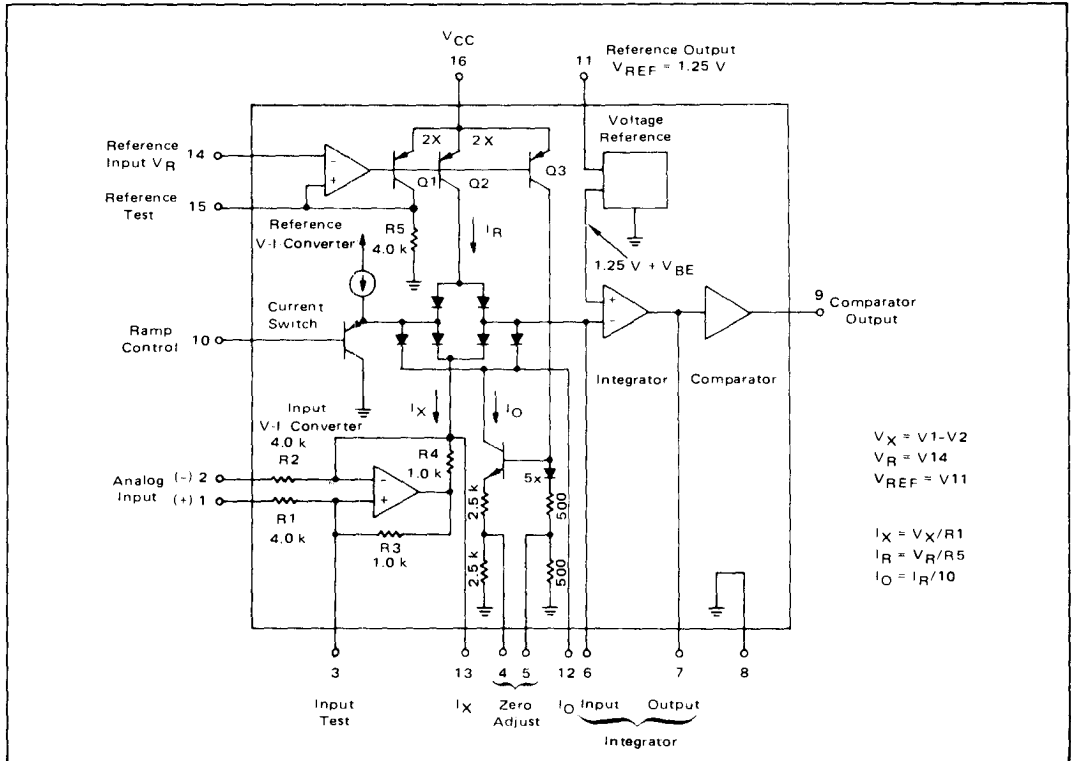 VCC
16
11
Reference Output
VREF = 1.25 V
Voltage
Reference
2X
2X
Reference
Input VR
14
−
+
Q1
Q2
Q3
Reference
Test
15
Reference
V-I Converter
R5
4.0 k
IR
1.25 V + VBE
Current
Switch
Ramp
Control
10
+
−
9
Comparator
Output
Integrator
Comparator
Input
V-I Converter
IX
IO
4.0 k
R2
Analog
Input
(-) 2
(+) 1
R1
4.0 k
−
+
R4
1.0 k
R3
1.0 k
5x
2.5 k
500
2.5 k
500
VX = V1-V2
VR = V14
VREF = V11
IX = VX/R1
IR = VR/R5
IO = IR/10
3
13
4
5
12
6
7
8
Input
Test
IX
Zero
Adjust
IO
Input
Output
Integrator